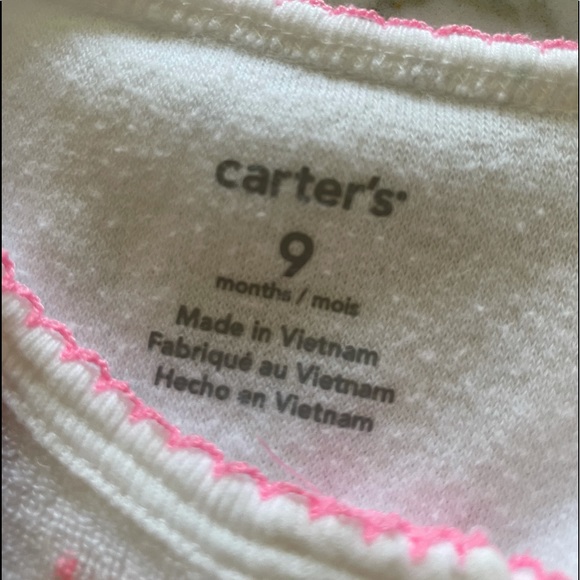 carter's
9
months / mois
Made in Vietnam
Fabriqué au Vietnam
Hecho en Vietnam